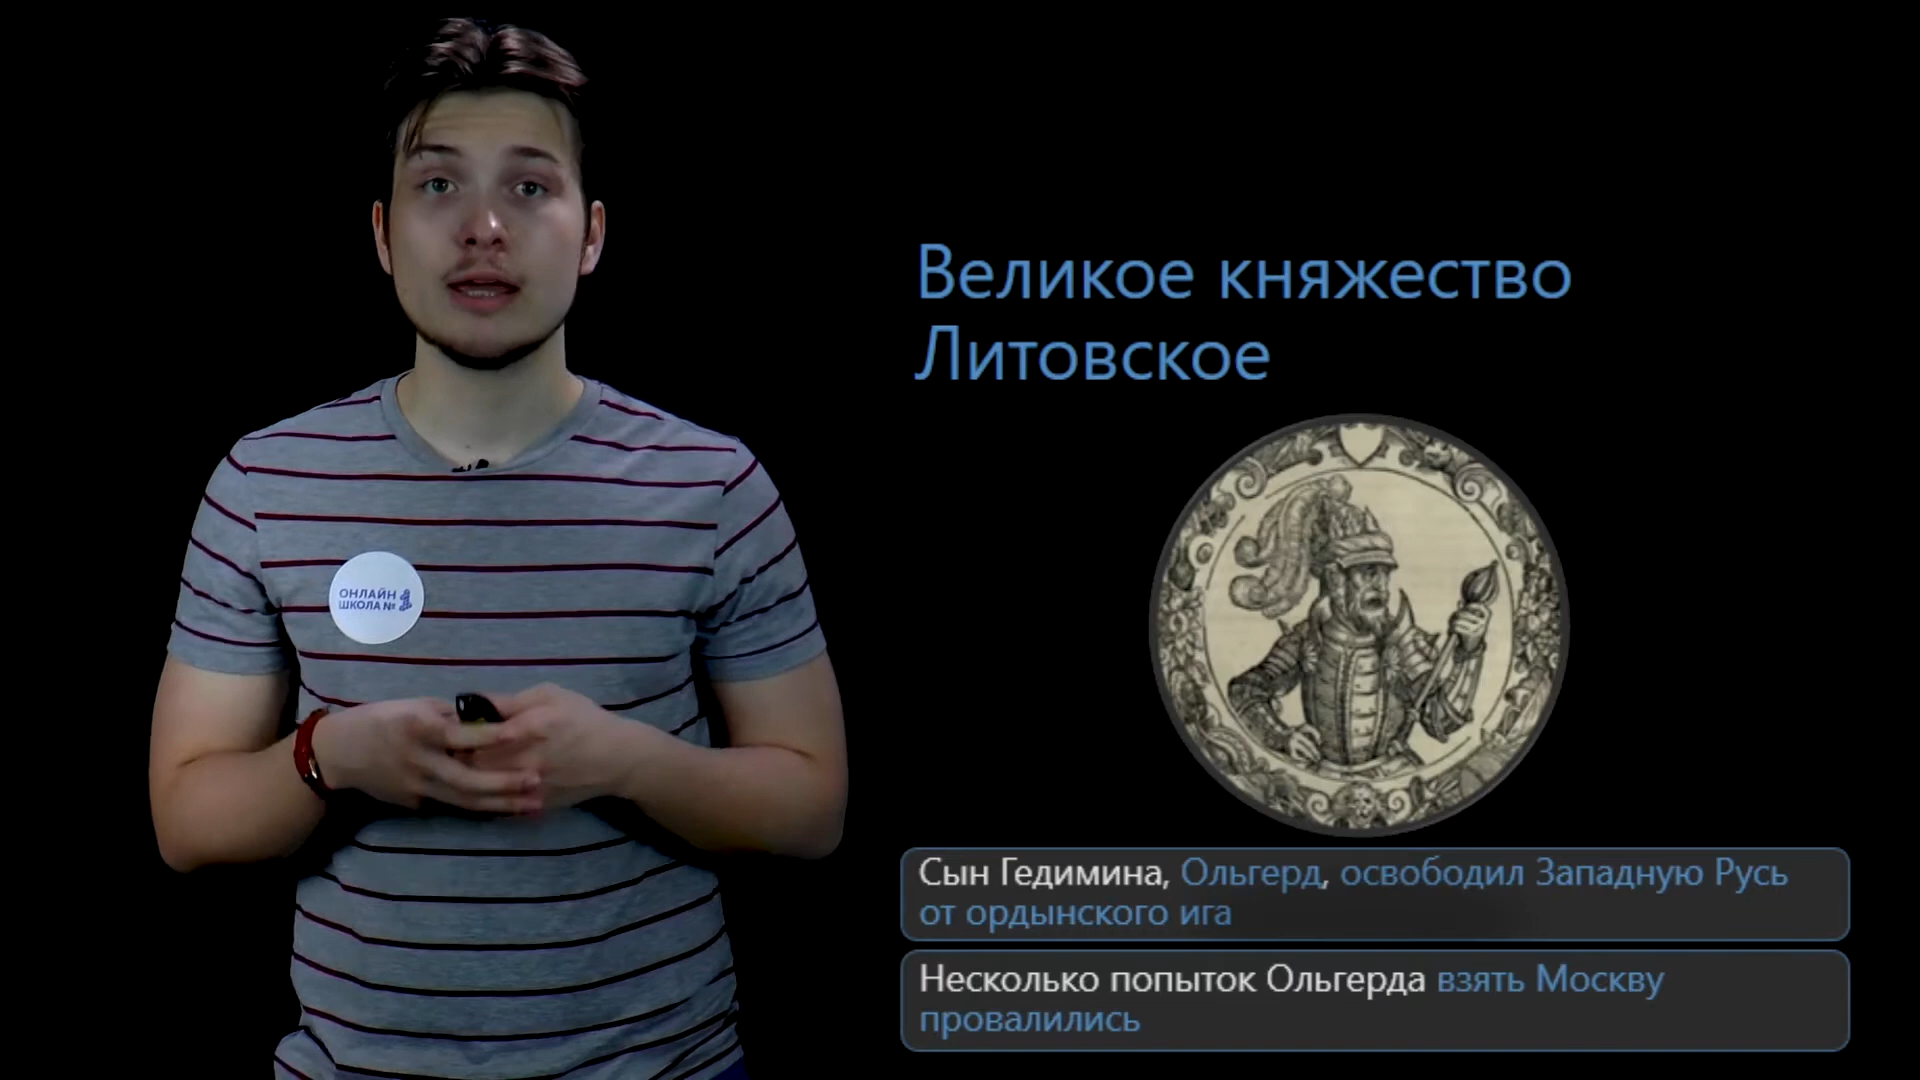 Великое княжество
Литовское
ОНЛАЙН
ШКОЛА №
Сын Гедимина, Ольгерд, освободил Западную Русь
от ордынского ига
Несколько попыток Ольгерда взять Москву
провалились